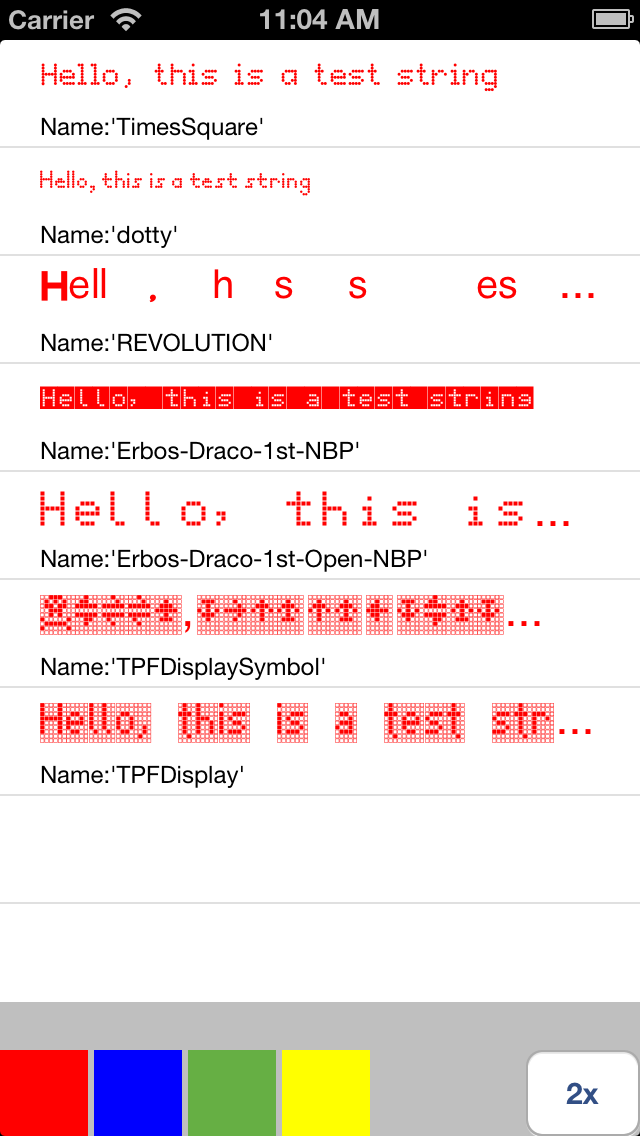 Carrier 11:04 AM
Hello, this is a test string
Name:'TimesSquare'
Hello, this is a test string
Name:'dotty'
Hell , h s s es ...
Name:'REVOLUTION'
Hello, this is a test string
Name:'Erbos-Draco-1st-NBP'
Hello, this is...
Name:'Erbos-Draco-1st-Open-NBP'
Name:'TPFDisplaySymbol'
Hello, this is a test str...
Name:'TPFDisplay'
2x